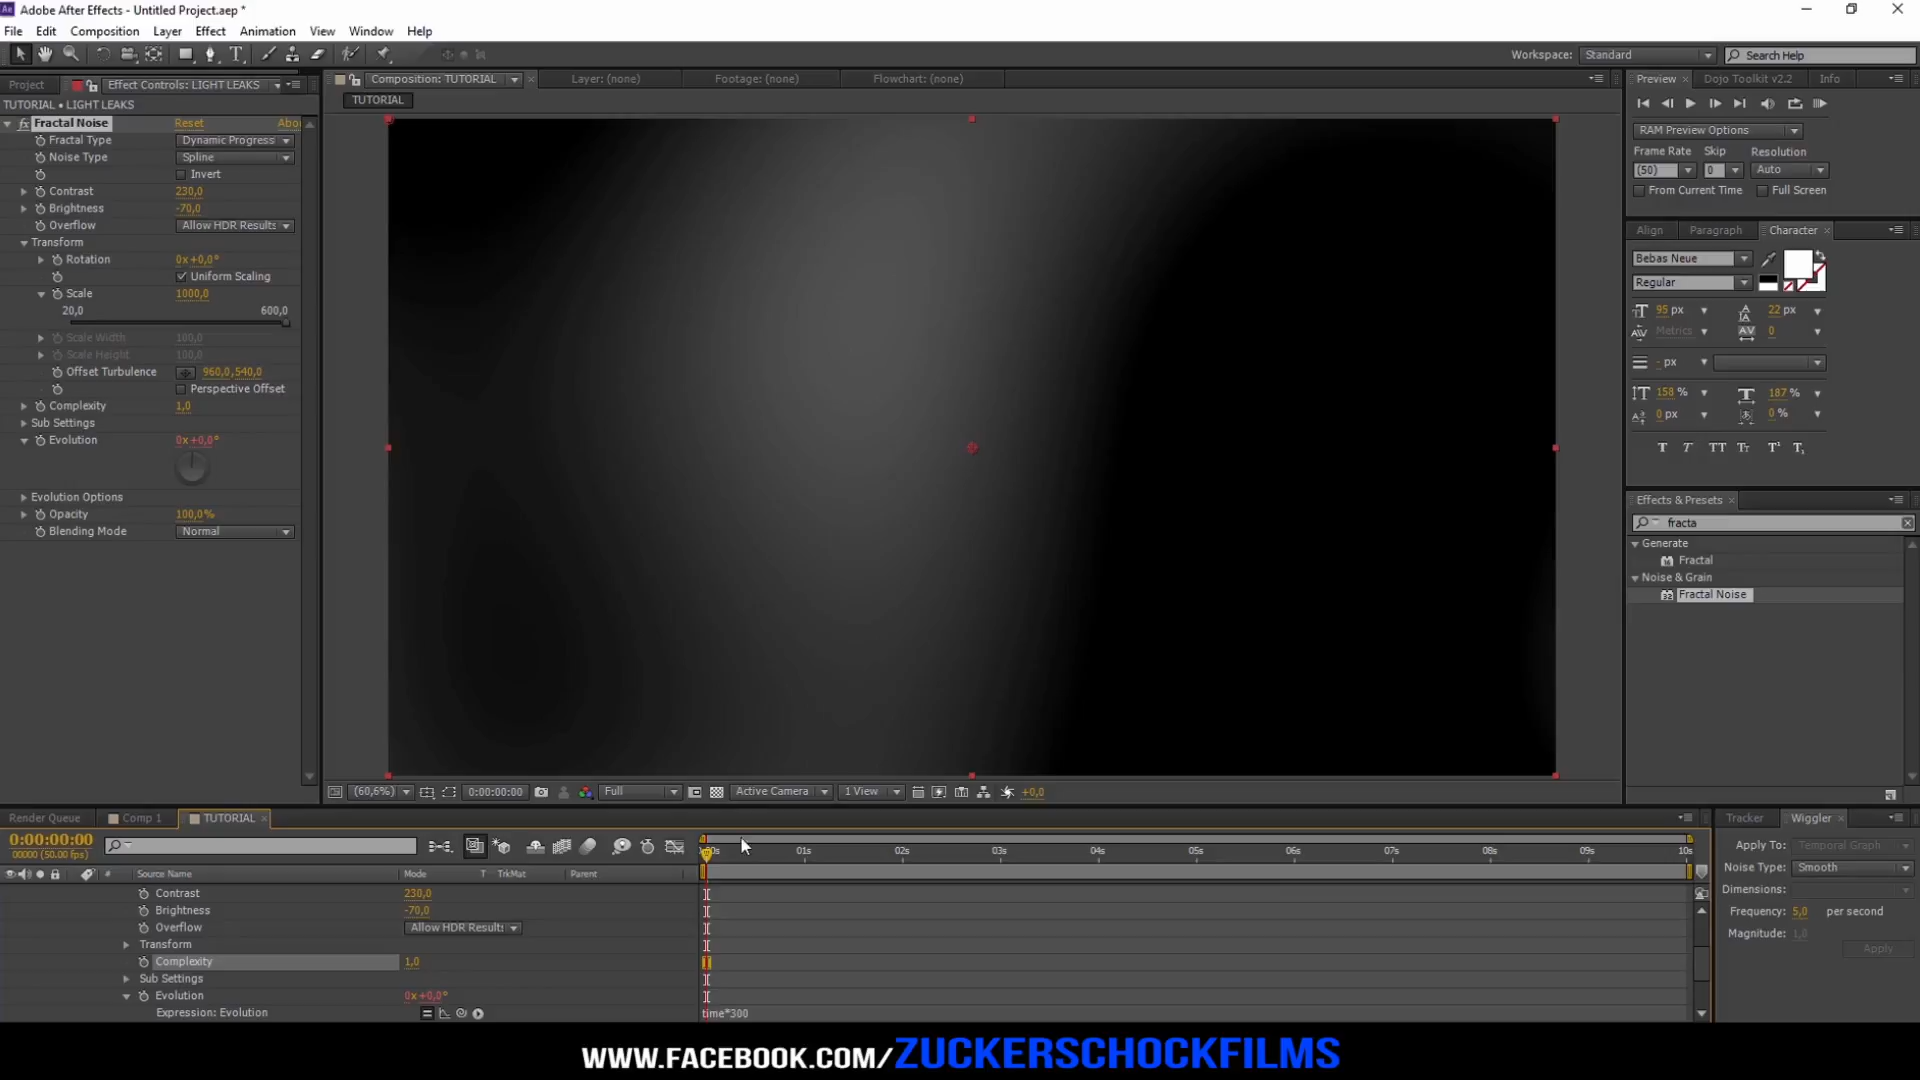 Adobe After Effects - Untitled Project.aep *
File Edit Composition Layer Effect Animation View Window Help
Workspace: Standard Search Help
Project Effect Controls: LIGHT LEAKS
Composition: TUTORIAL Layer: (none) Footage: (none) Flowchart: (none)
TUTORIAL • LIGHT LEAKS
TUTORIAL
Fractal Noise Reset Abo
Fractal Type Dynamic Progress
Noise Type Spline
Invert
Contrast 230,0
Brightness -70,0
Overflow Allow HDR Results
Transform
Rotation 0x+0,0°
Uniform Scaling
Scale 1000,0
20,0 600,0
Scale Width 100,0
Scale Height 100,0
Offset Turbulence 960,0,540,0
Perspective Offset
Complexity 1,0
Sub Settings
Evolution 0x+0,0°
Evolution Options
Opacity 100,0%
Blending Mode Normal
(60,6%) 0:00:00:00 Full Active Camera 1 View +0,0
Preview Dojo Toolkit v2.2 Info
RAM Preview Options
Frame Rate Skip Resolution
(50) 0 Auto
From Current Time Full Screen
Align Paragraph Character
Bebas Neue
Regular
95 px 22 px
Metrics 0
- px
158 % 187 %
0 px 0 %
Effects & Presets
fracta
Generate
Fractal
Noise & Grain
Fractal Noise
Render Queue Comp 1 TUTORIAL
0:00:00:00
00000 (50.00 fps)
01s 02s 03s 04s 05s 06s 07s 08s 09s 10s
# Source Name Mode T TrkMat Parent
Contrast 230,0
Brightness -70,0
Overflow Allow HDR Result:
Transform
Complexity 1,0
Sub Settings
Evolution 0x+0,0°
Expression: Evolution time*300
Tracker Wiggler
Apply To: Temporal Graph
Noise Type: Smooth
Dimensions:
Frequency: 5,0 per second
Magnitude: 1,0
Apply
WWW.FACEBOOK.COM/ZUCKERSCHOCKFILMS